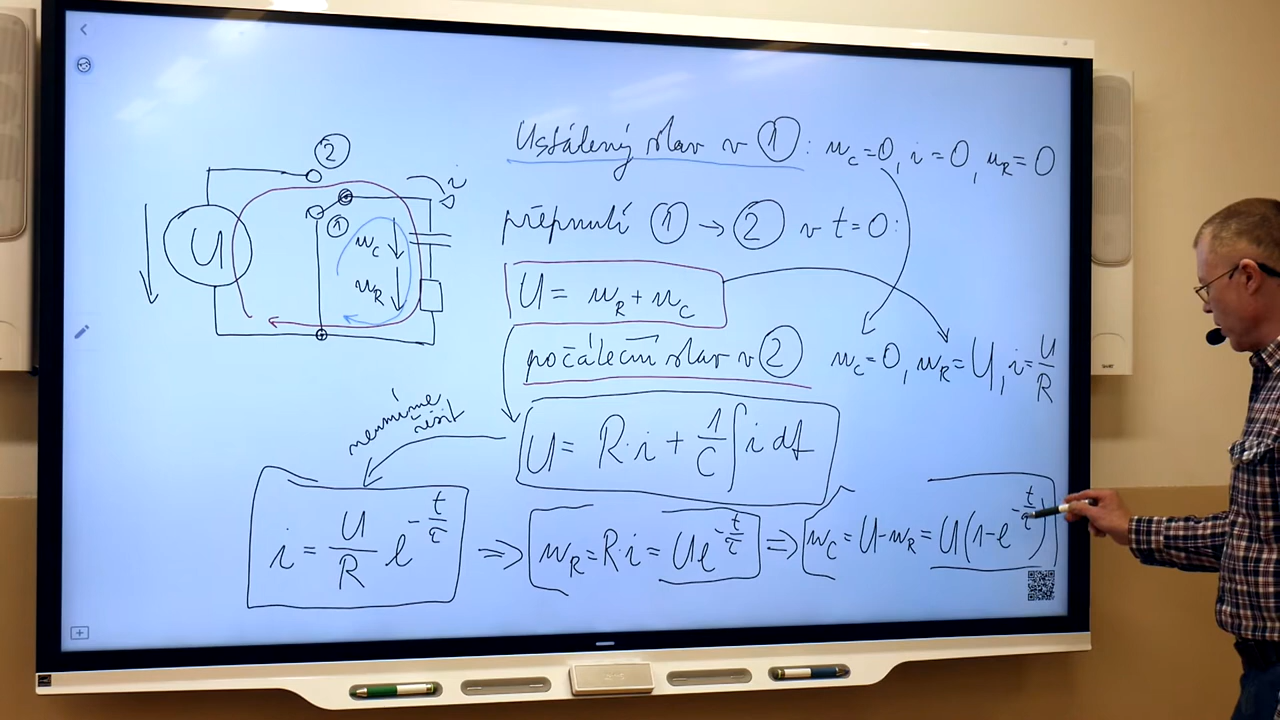 Ustálený stav v ①: u_C=0, i=0, u_R=0
přepnutí ① → ② v t=0:
U = u_R + u_C
počáteční stav v ② u_C=0, u_R=U, i=U/R
U = R·i + 1/C ∫ i dt
neumíme
řešit
i = U/R e^{-t/τ} ⇒ u_R = R·i = U e^{-t/τ} ⇒ u_C = U-u_R = U(1-e^{-t/τ})
②
i
①
U
u_C
u_R